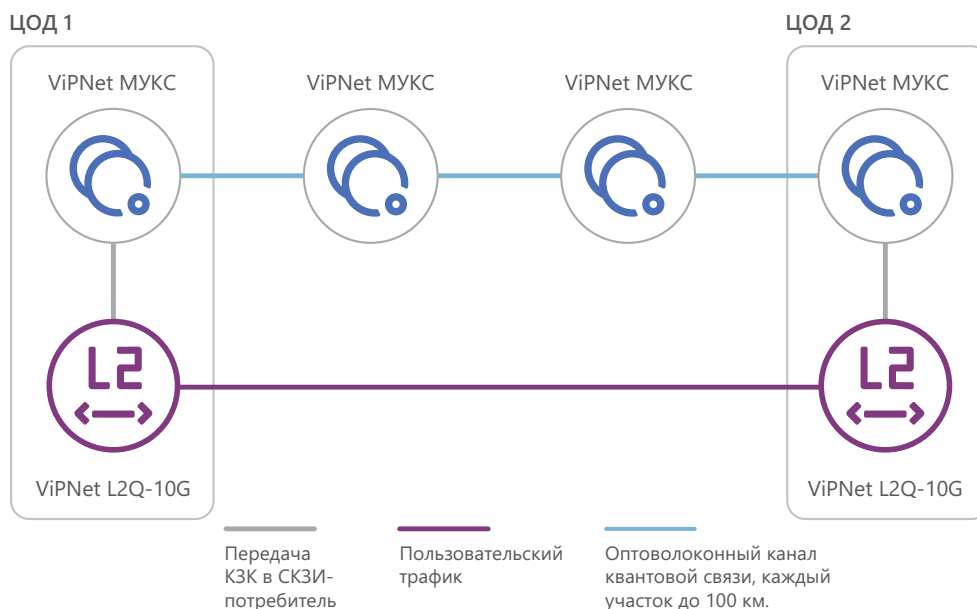 ЦОД 1
ЦОД 2
ViPNet МУКС
ViPNet МУКС
ViPNet МУКС
ViPNet МУКС
L2
L2
ViPNet L2Q-10G
ViPNet L2Q-10G
Передача
КЗК в СКЗИ-
потребитель
Пользовательский
трафик
Оптоволоконный канал
квантовой связи, каждый
участок до 100 км.